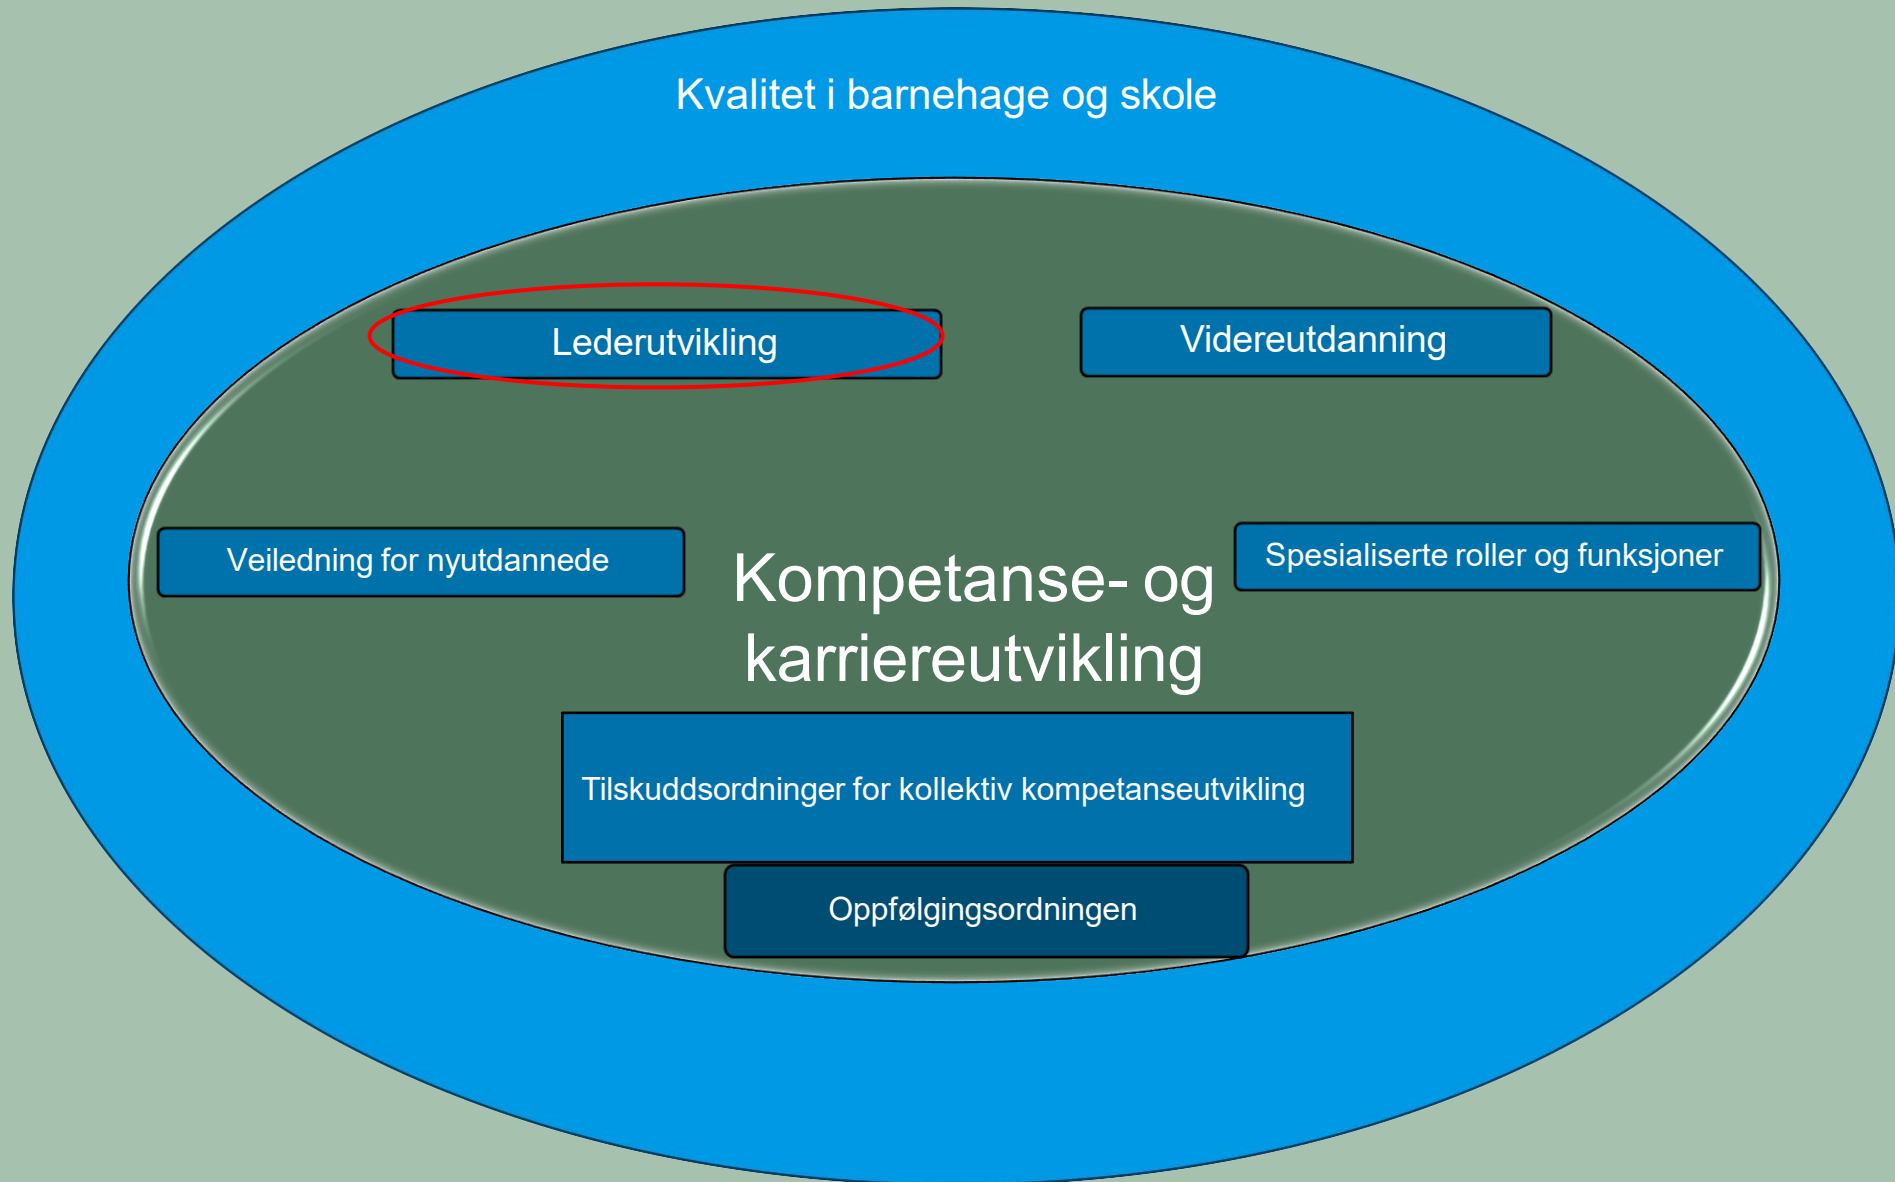 Kvalitet i barnehage og skole
Lederutvikling
Videreutdanning
Veiledning for nyutdannede
Spesialiserte roller og funksjoner
Kompetanse- og
karriereutvikling
Tilskuddsordninger for kollektiv kompetanseutvikling
Oppfølgingsordningen